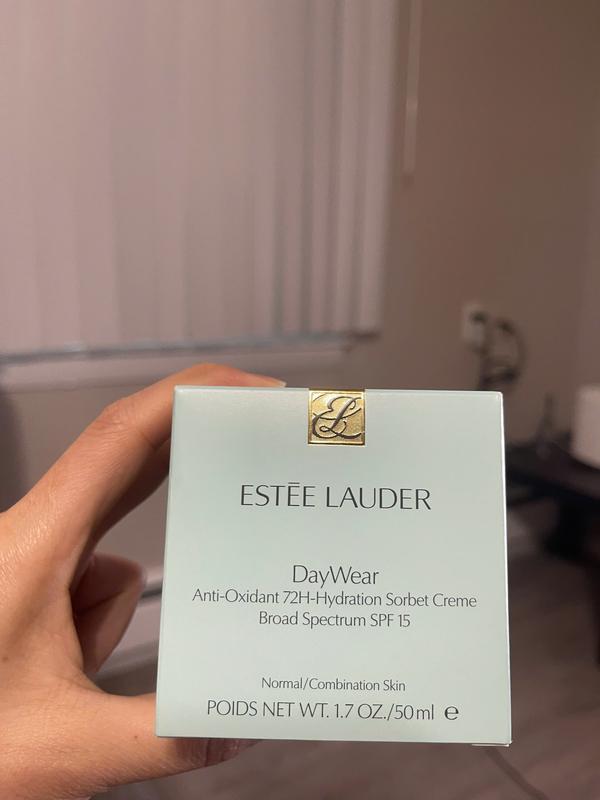 EL
ESTĒE LAUDER
DayWear
Anti-Oxidant 72H-Hydration Sorbet Creme
Broad Spectrum SPF 15
Normal/Combination Skin
POIDS NET WT. 1.7 OZ./50 ml ℮